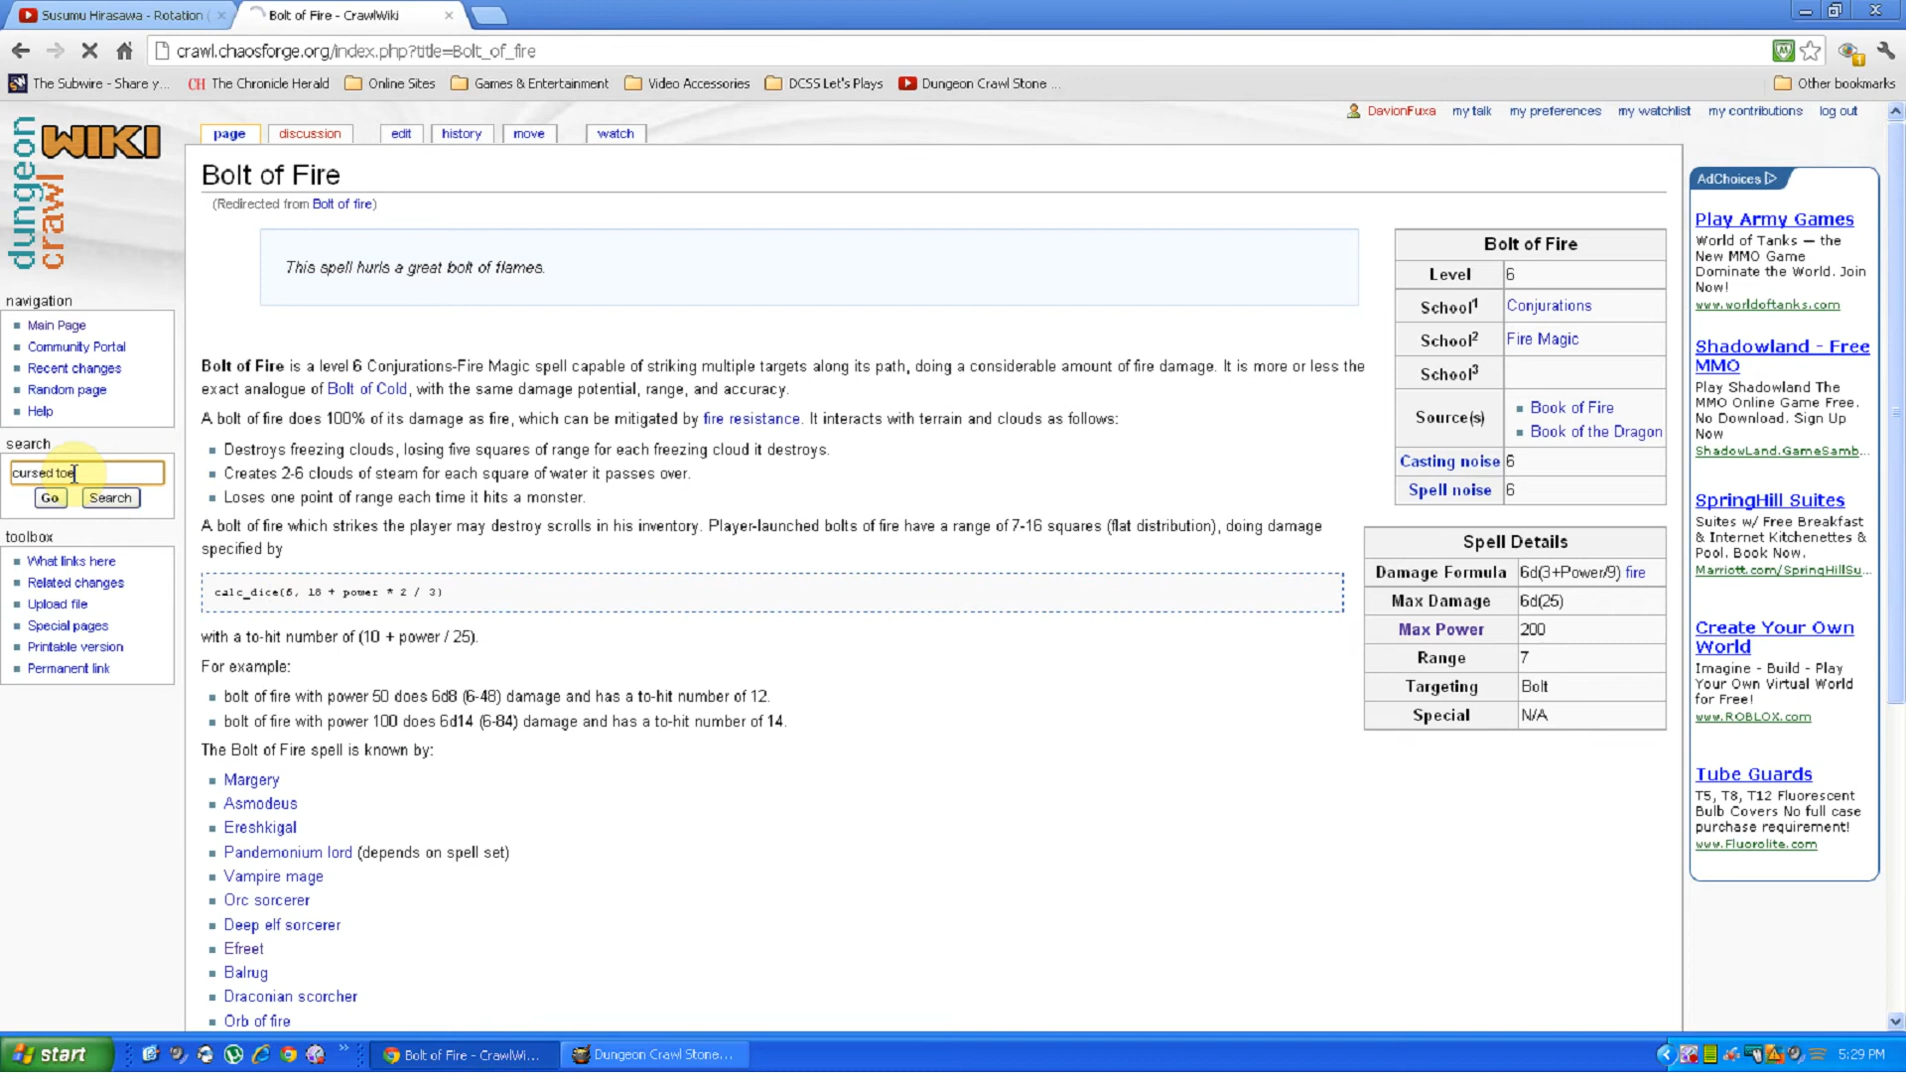 Susumu Hirasawa - Rotation (
Bolt of Fire - CrawlWiki
crawl.chaosforge.org/index.php?title=Bolt_of_fire
The Subwire - Share y...
CH The Chronicle Herald
Online Sites
Games & Entertainment
Video Accessories
DCSS Let's Plays
Dungeon Crawl Stone ...
Other bookmarks
DavionFuxa my talk my preferences my watchlist my contributions log out
dungeon crawl WIKI
page discussion edit history move watch
Bolt of Fire
(Redirected from Bolt of fire)
This spell hurls a great bolt of flames.
Bolt of Fire is a level 6 Conjurations-Fire Magic spell capable of striking multiple targets along its path, doing a considerable amount of fire damage. It is more or less the
exact analogue of Bolt of Cold, with the same damage potential, range, and accuracy.
A bolt of fire does 100% of its damage as fire, which can be mitigated by fire resistance. It interacts with terrain and clouds as follows:
Destroys freezing clouds, losing five squares of range for each freezing cloud it destroys.
Creates 2-6 clouds of steam for each square of water it passes over.
Loses one point of range each time it hits a monster.
A bolt of fire which strikes the player may destroy scrolls in his inventory. Player-launched bolts of fire have a range of 7-16 squares (flat distribution), doing damage
specified by
calc_dice(6, 18 + power * 2 / 3)
with a to-hit number of (10 + power / 25).
For example:
bolt of fire with power 50 does 6d8 (6-48) damage and has a to-hit number of 12.
bolt of fire with power 100 does 6d14 (6-84) damage and has a to-hit number of 14.
The Bolt of Fire spell is known by:
Margery
Asmodeus
Ereshkigal
Pandemonium lord (depends on spell set)
Vampire mage
Orc sorcerer
Deep elf sorcerer
Efreet
Balrug
Draconian scorcher
Orb of fire
navigation
Main Page
Community Portal
Recent changes
Random page
Help
search
cursed toe
Go Search
toolbox
What links here
Related changes
Upload file
Special pages
Printable version
Permanent link
Bolt of Fire
Level 6
School1 Conjurations
School2 Fire Magic
School3
Source(s)
Book of Fire
Book of the Dragon
Casting noise 6
Spell noise 6
Spell Details
Damage Formula 6d(3+Power/9) fire
Max Damage 6d(25)
Max Power 200
Range 7
Targeting Bolt
Special N/A
AdChoices
Play Army Games
World of Tanks — the
New MMO Game
Dominate the World. Join
Now!
www.worldoftanks.com
Shadowland - Free
MMO
Play Shadowland The
MMO Online Game Free.
No Download. Sign Up
Now
ShadowLand.GameSamb...
SpringHill Suites
Suites w/ Free Breakfast
& Internet Kitchenettes &
Pool. Book Now.
Marriott.com/SpringHillSu...
Create Your Own
World
Imagine - Build - Play
Your Own Virtual World
for Free!
www.ROBLOX.com
Tube Guards
T5, T8, T12 Fluorescent
Bulb Covers No full case
purchase requirement!
www.Fluorolite.com
start
Bolt of Fire - CrawlWi...
Dungeon Crawl Stone...
5:29 PM